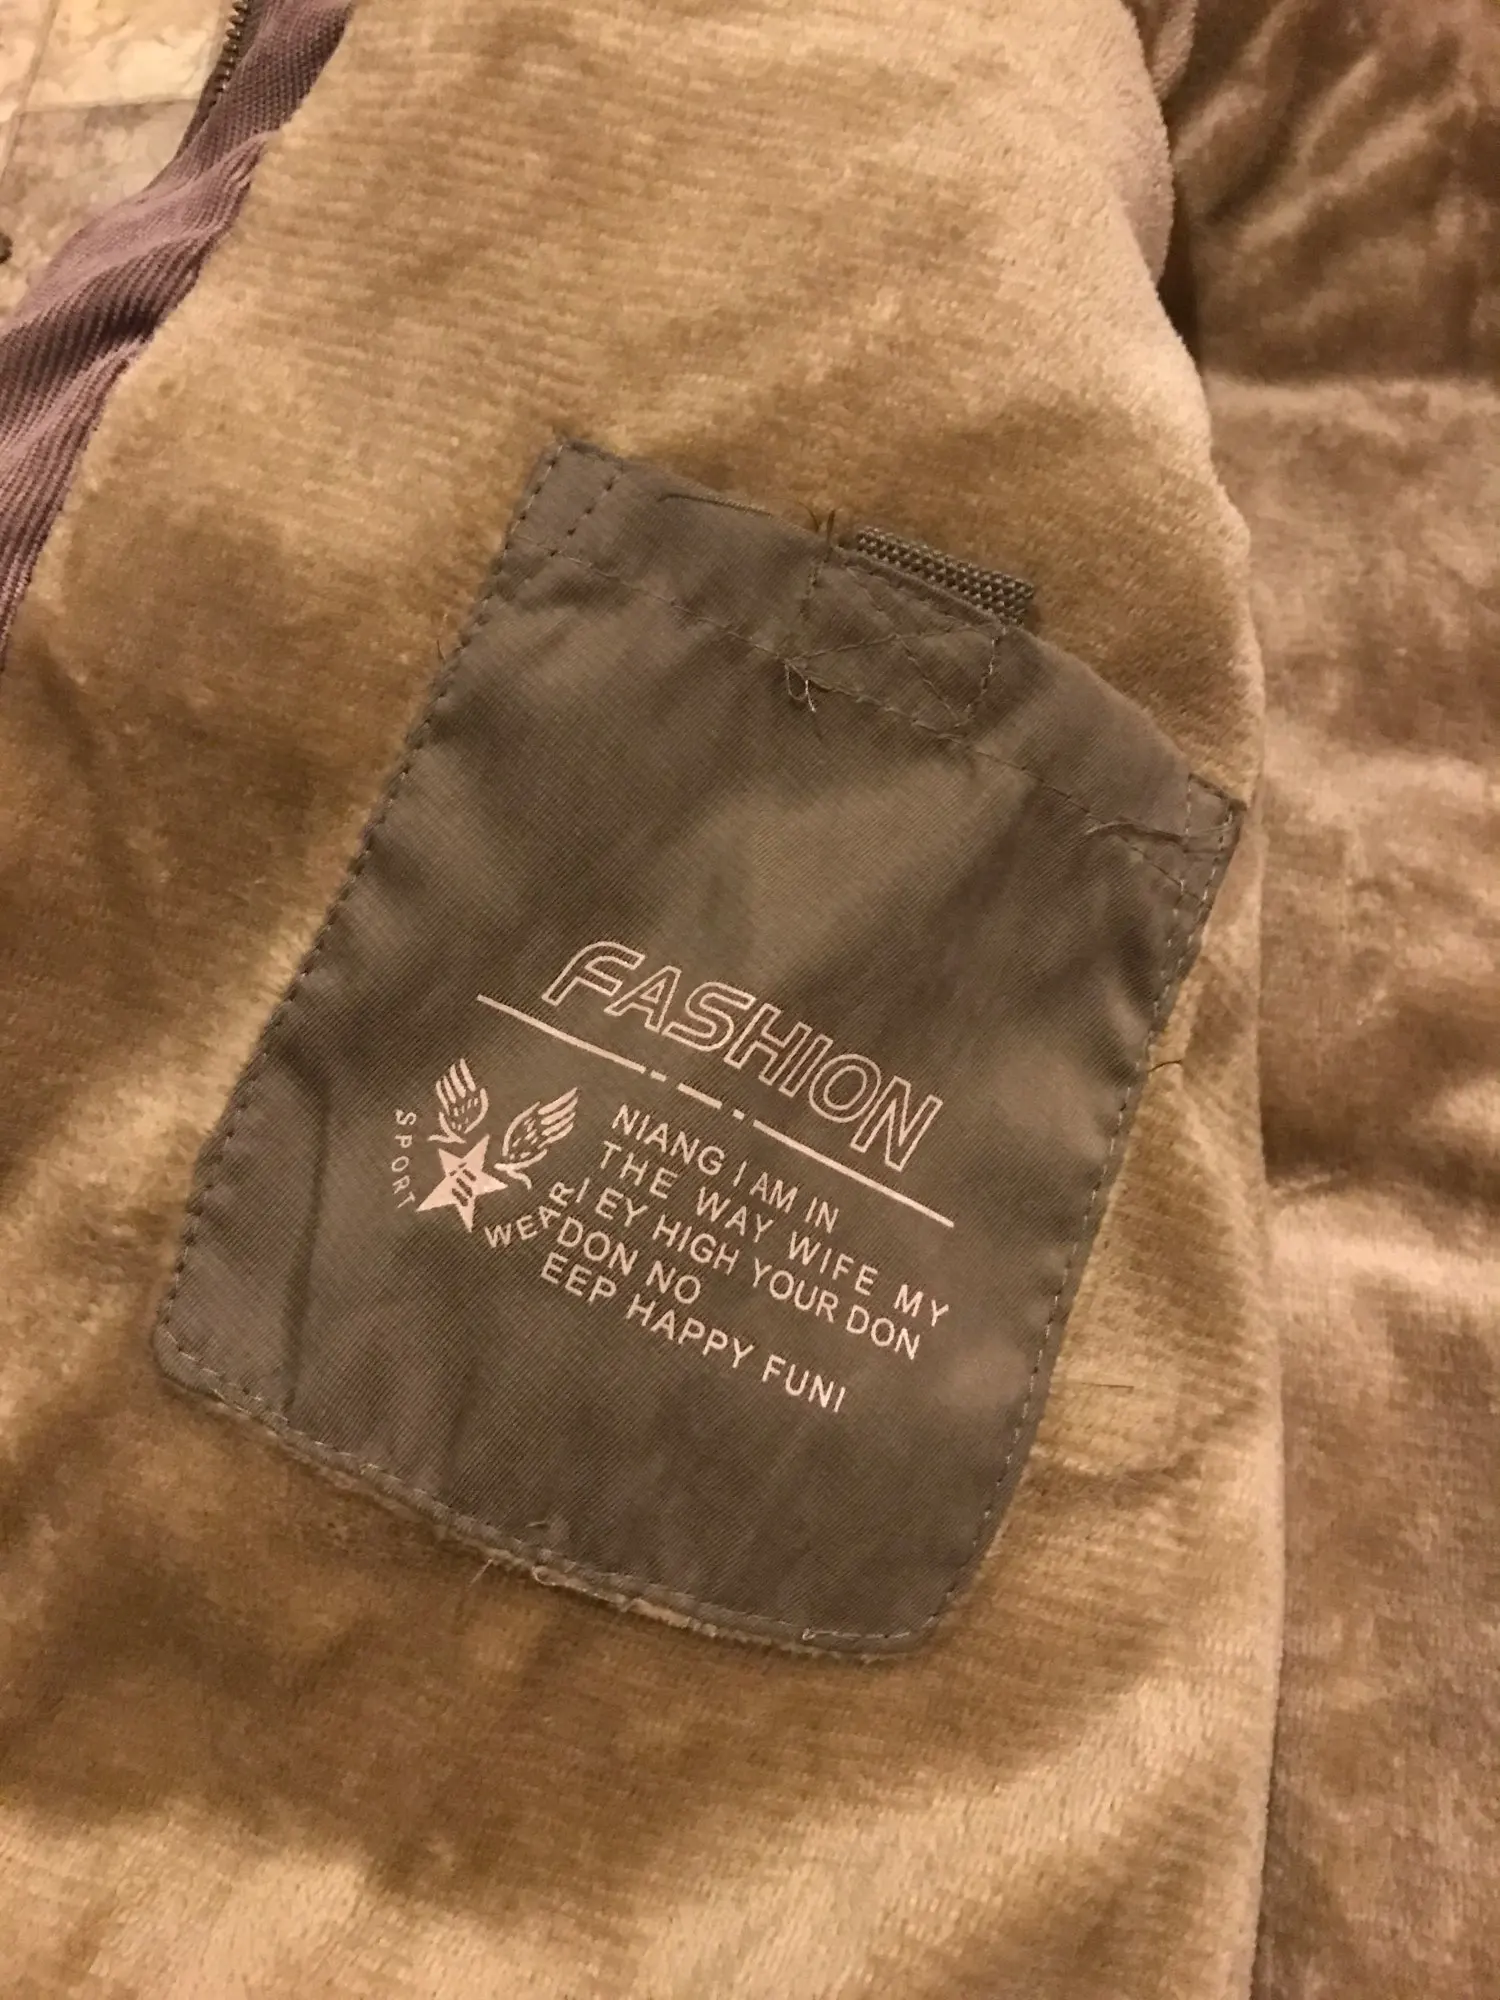 FASHION
SPORT WEAR
NIANG I AM IN
THE WAY WIFE MY
I EY HIGH YOUR DON
DON NO
EEP HAPPY FUNI